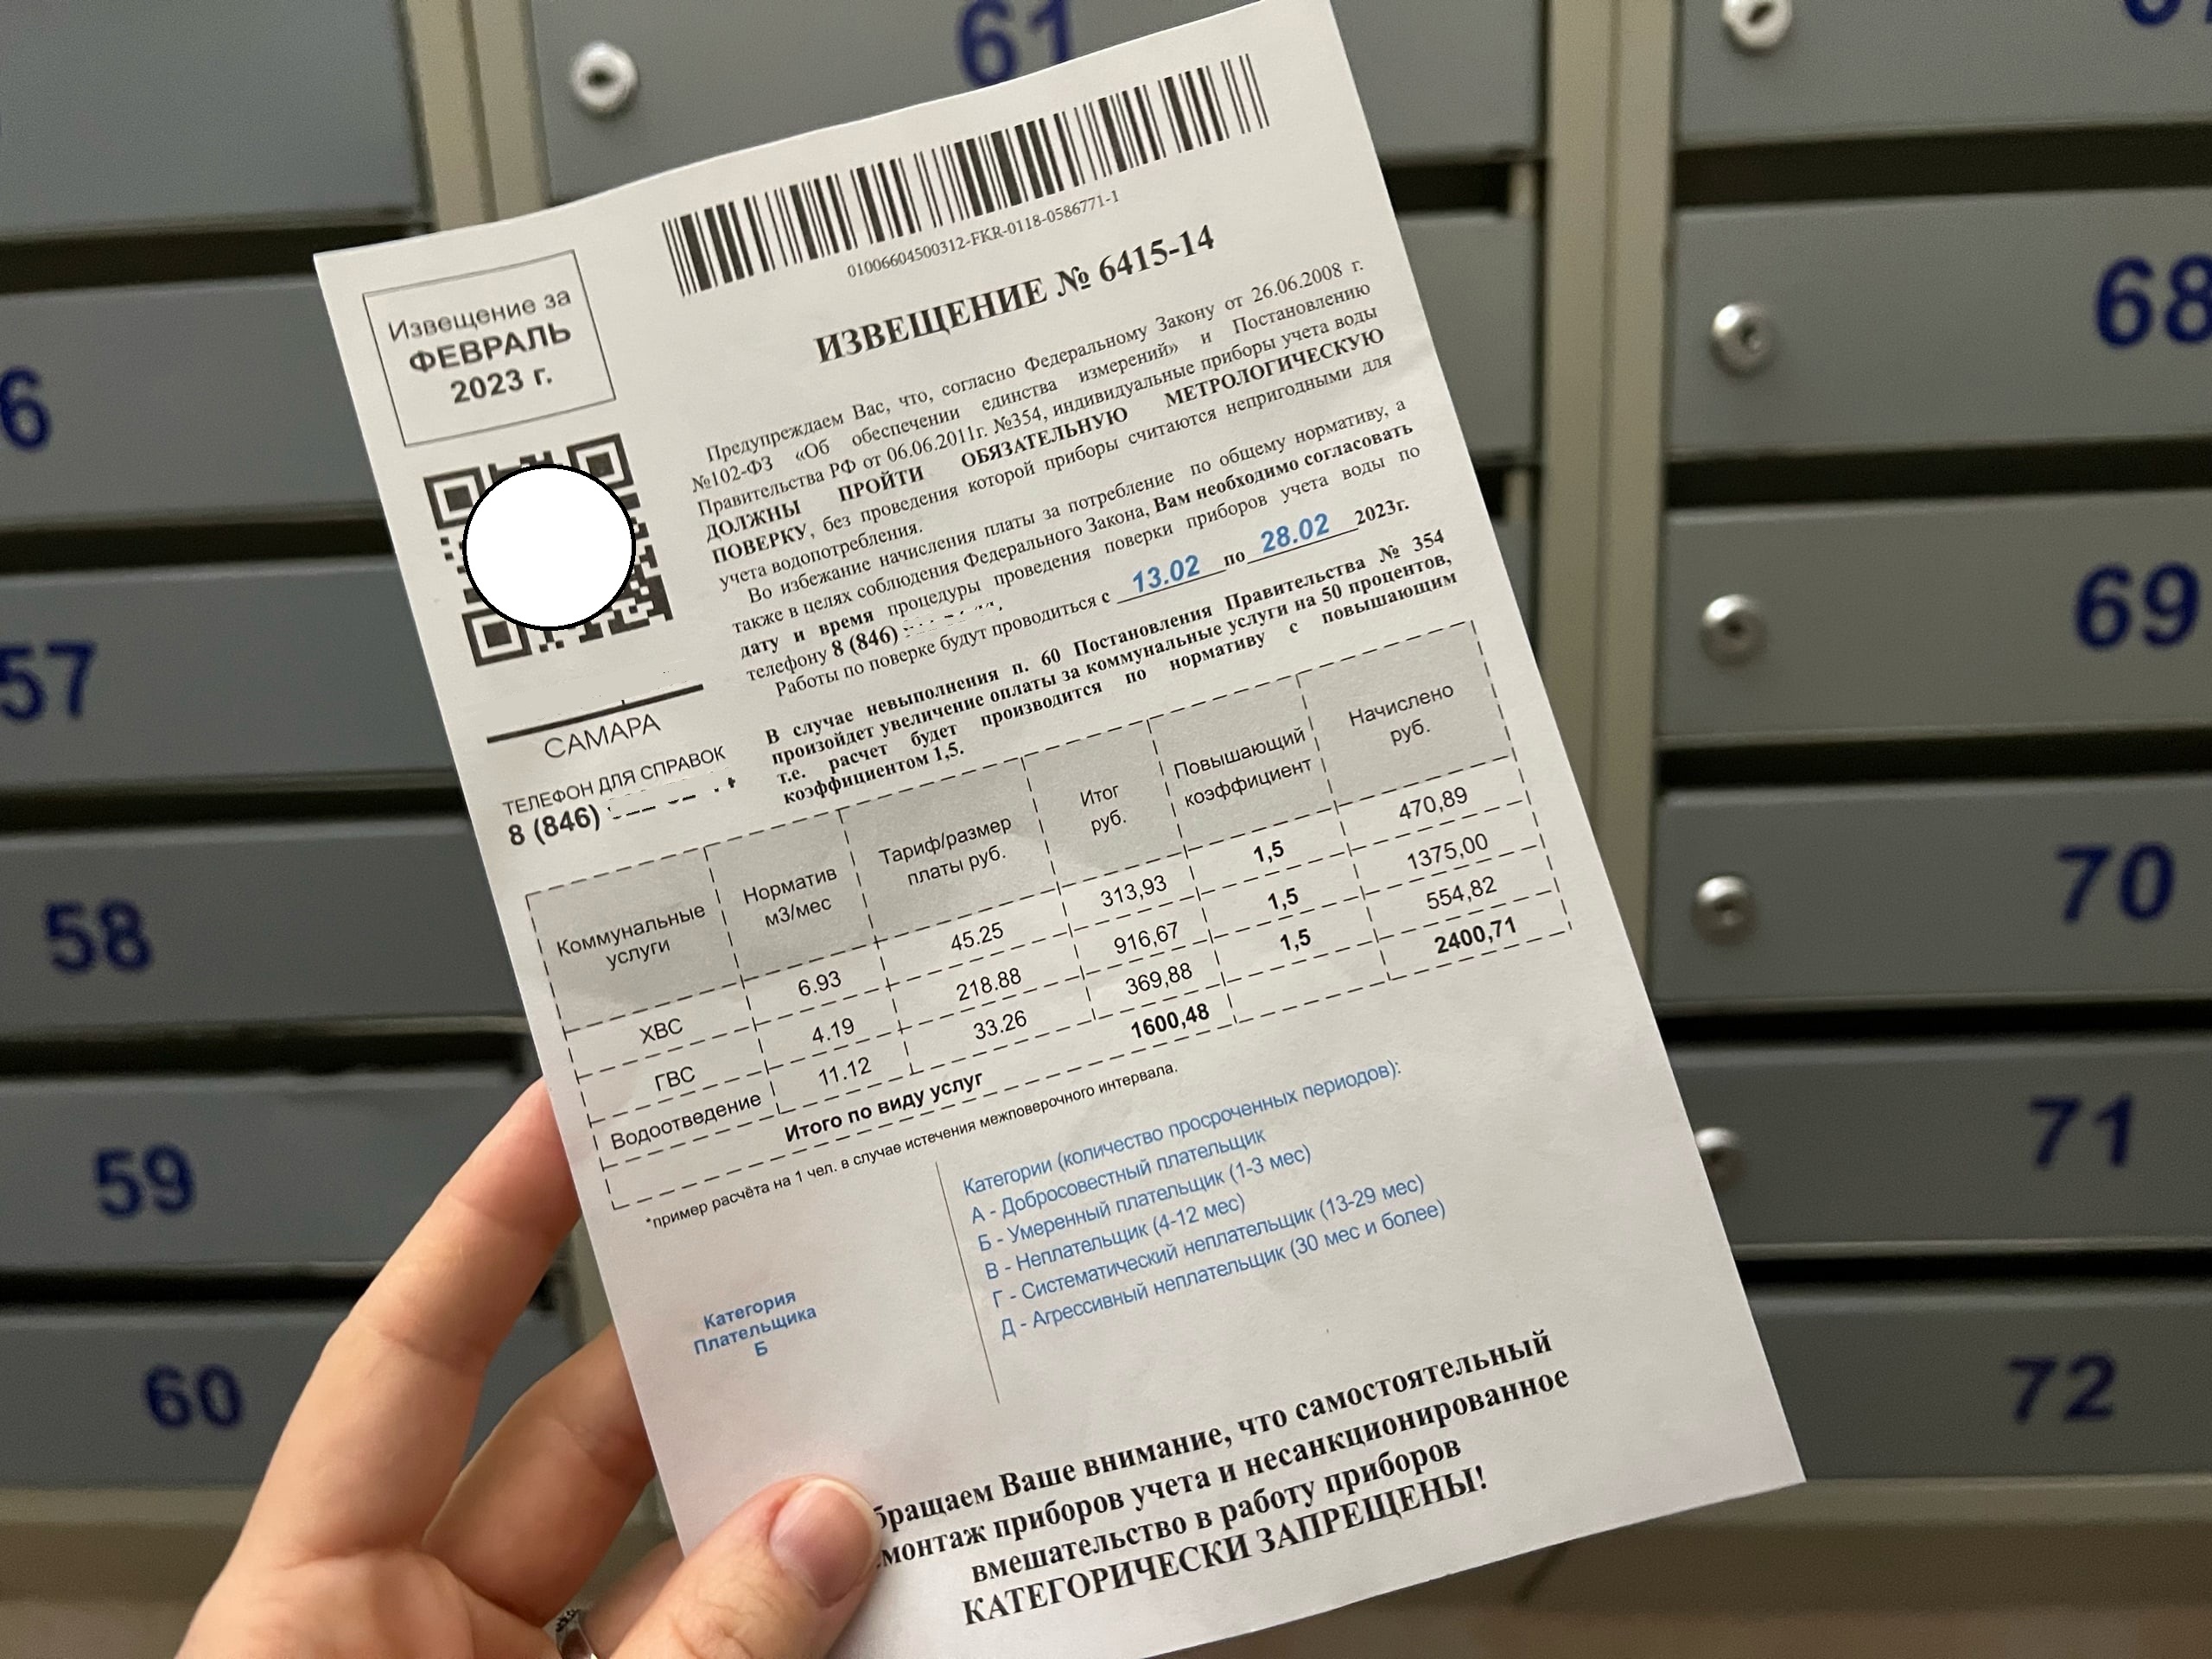 61
01006604500312-FKR-0118-0586771-1
ИЗВЕЩЕНИЕ № 6415-14
Извещение за
ФЕВРАЛЬ
2023 г.
Предупреждаем Вас, что, согласно Федеральному Закону от 26.06.2008 г.
№102-ФЗ «Об обеспечении единства измерений» и Постановлению
Правительства РФ от 06.06.2011г. №354, индивидуальные приборы учета воды
ДОЛЖНЫ ПРОЙТИ ОБЯЗАТЕЛЬНУЮ МЕТРОЛОГИЧЕСКУЮ
ПОВЕРКУ, без проведения которой приборы считаются непригодными для
учета водопотребления.
Во избежание начисления платы за потребление по общему нормативу, а
также в целях соблюдения Федерального Закона, Вам необходимо согласовать
дату и время процедуры проведения поверки приборов учета воды по
телефону 8 (846)
Работы по поверке будут проводиться с 13.02 по 28.02 2023г.
В случае невыполнения п. 60 Постановления Правительства № 354
произойдет увеличение оплаты за коммунальные услуги на 50 процентов,
т.е. расчет будет производится по нормативу с повышающим
коэффициентом 1,5.
САМАРА
ТЕЛЕФОН ДЛЯ СПРАВОК
8 (846)
Коммунальные услуги Норматив м3/мес Тариф/размер платы руб. Итог руб. Повышающий коэффициент Начислено руб.
ХВС 6.93 45.25 313,93 1,5 470,89
ГВС 4.19 218.88 916,67 1,5 1375,00
Водоотведение 11.12 33.26 369,88 1,5 554,82
Итого по виду услуг 1600,48 2400,71
*пример расчёта на 1 чел. в случае истечения межповерочного интервала.
Категория
Плательщика
Б
Категории (количество просроченных периодов):
А - Добросовестный плательщик
Б - Умеренный плательщик (1-3 мес)
В - Неплательщик (4-12 мес)
Г - Систематический неплательщик (13-29 мес)
Д - Агрессивный неплательщик (30 мес и более)
бращаем Ваше внимание, что самостоятельный
монтаж приборов учета и несанкционированное
вмешательство в работу приборов
КАТЕГОРИЧЕСКИ ЗАПРЕЩЕНЫ!
6
57
58
59
60
68
69
70
71
72